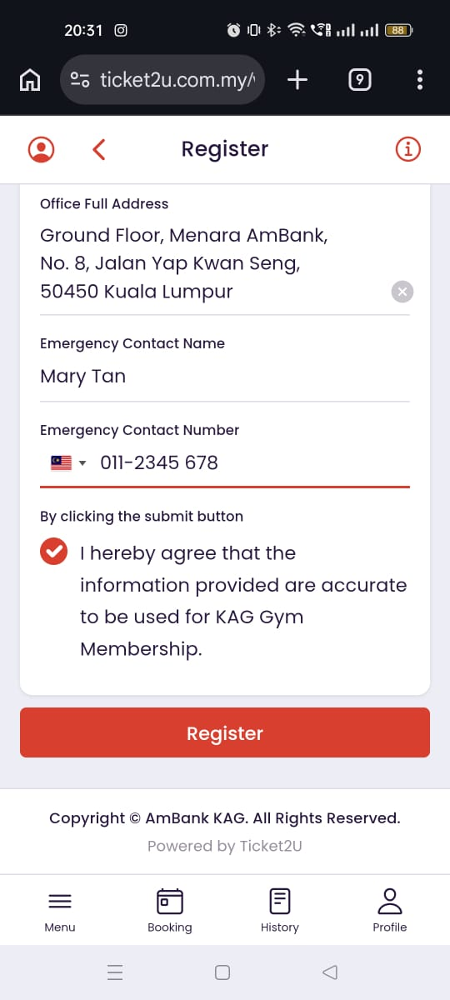 20:31
88
ticket2u.com.my/
9
Register
Office Full Address
Ground Floor, Menara AmBank,
No. 8, Jalan Yap Kwan Seng,
50450 Kuala Lumpur
Emergency Contact Name
Mary Tan
Emergency Contact Number
011-2345 678
By clicking the submit button
I hereby agree that the
information provided are accurate
to be used for KAG Gym
Membership.
Register
Copyright © AmBank KAG. All Rights Reserved.
Powered by Ticket2U
Menu
Booking
History
Profile